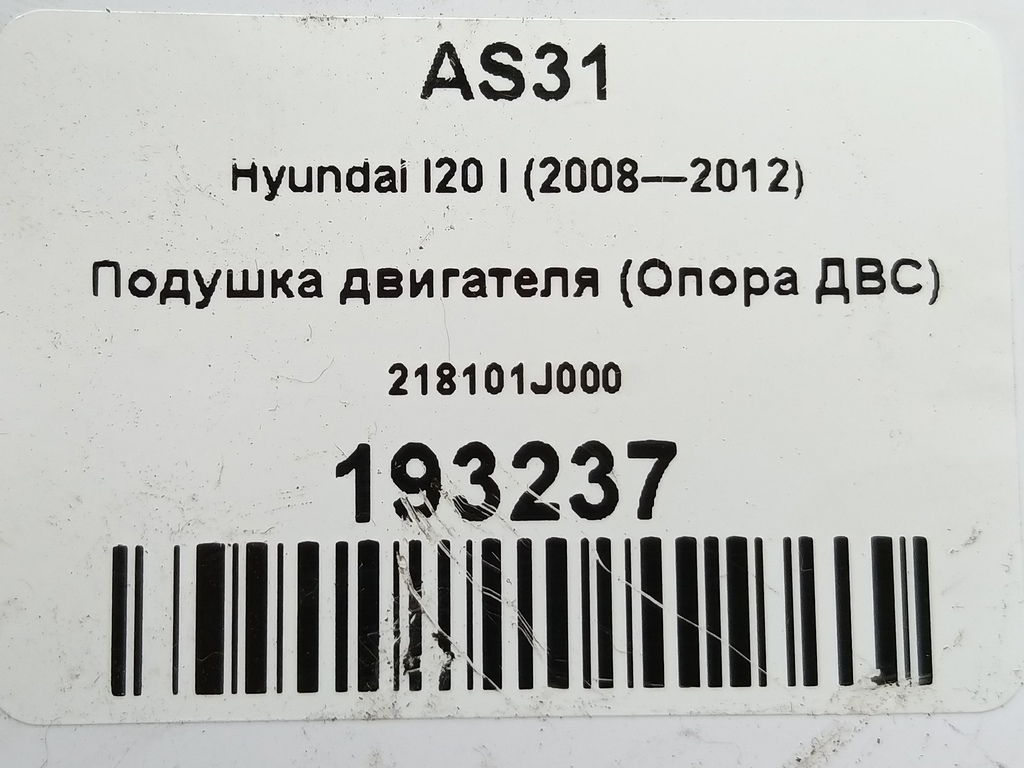 AS31
Hyundai I20 I (2008—2012)
Подушка двигателя (Опора ДВС)
218101J000
193237